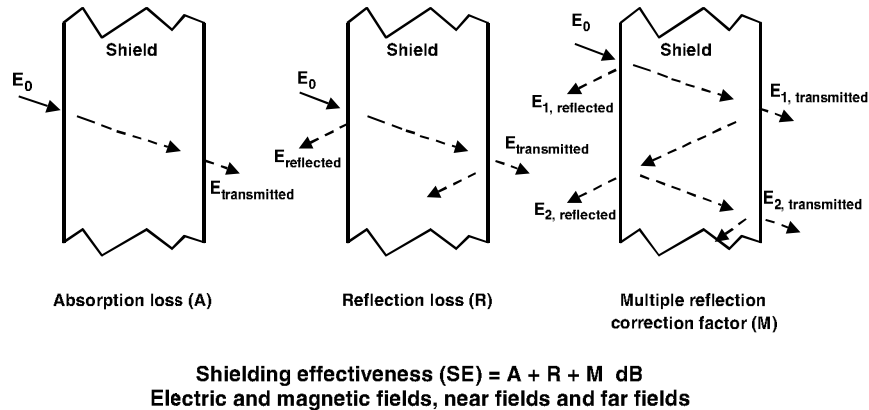 Shield
E0
Etransmitted
Absorption loss (A)
Shield
E0
Ereflected
Etransmitted
Reflection loss (R)
E0
Shield
E1, reflected
E1, transmitted
E2, reflected
E2, transmitted
Multiple reflection
correction factor (M)
Shielding effectiveness (SE) = A + R + M dB
Electric and magnetic fields, near fields and far fields